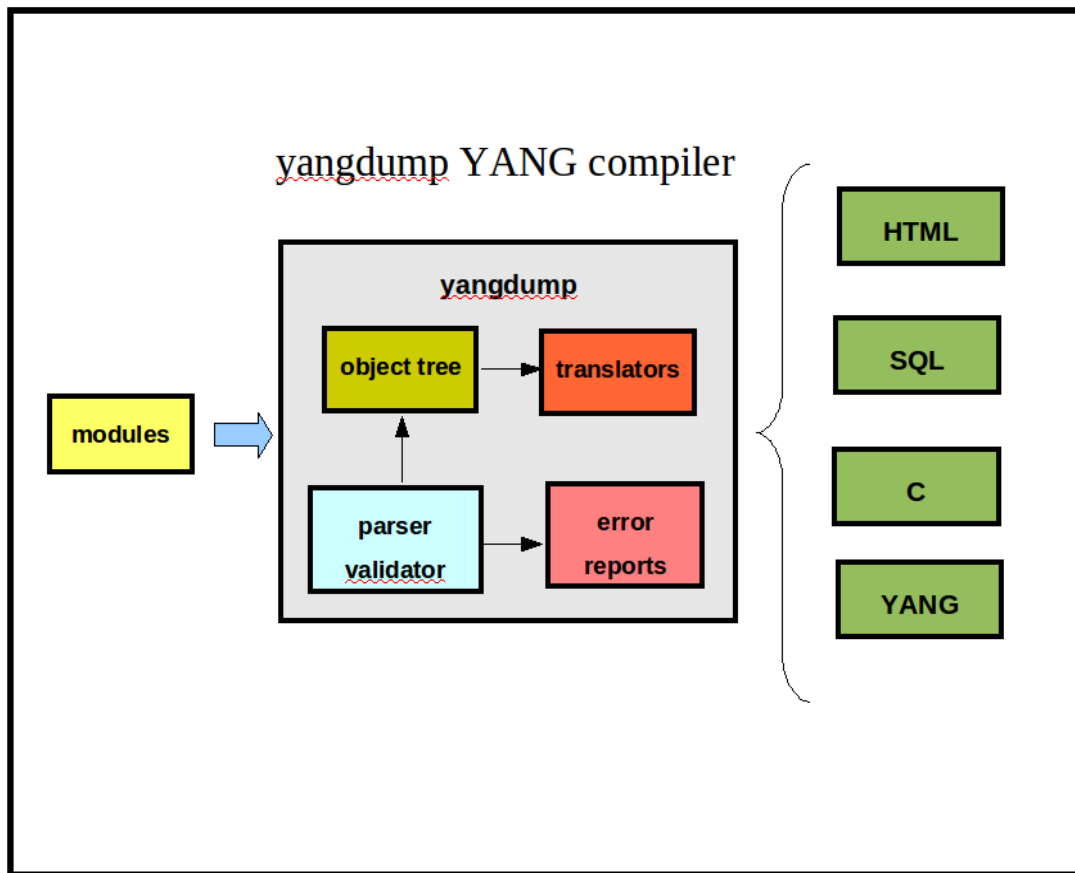 yangdump YANG compiler
yangdump
modules
object tree
translators
parser
validator
error
reports
HTML
SQL
C
YANG